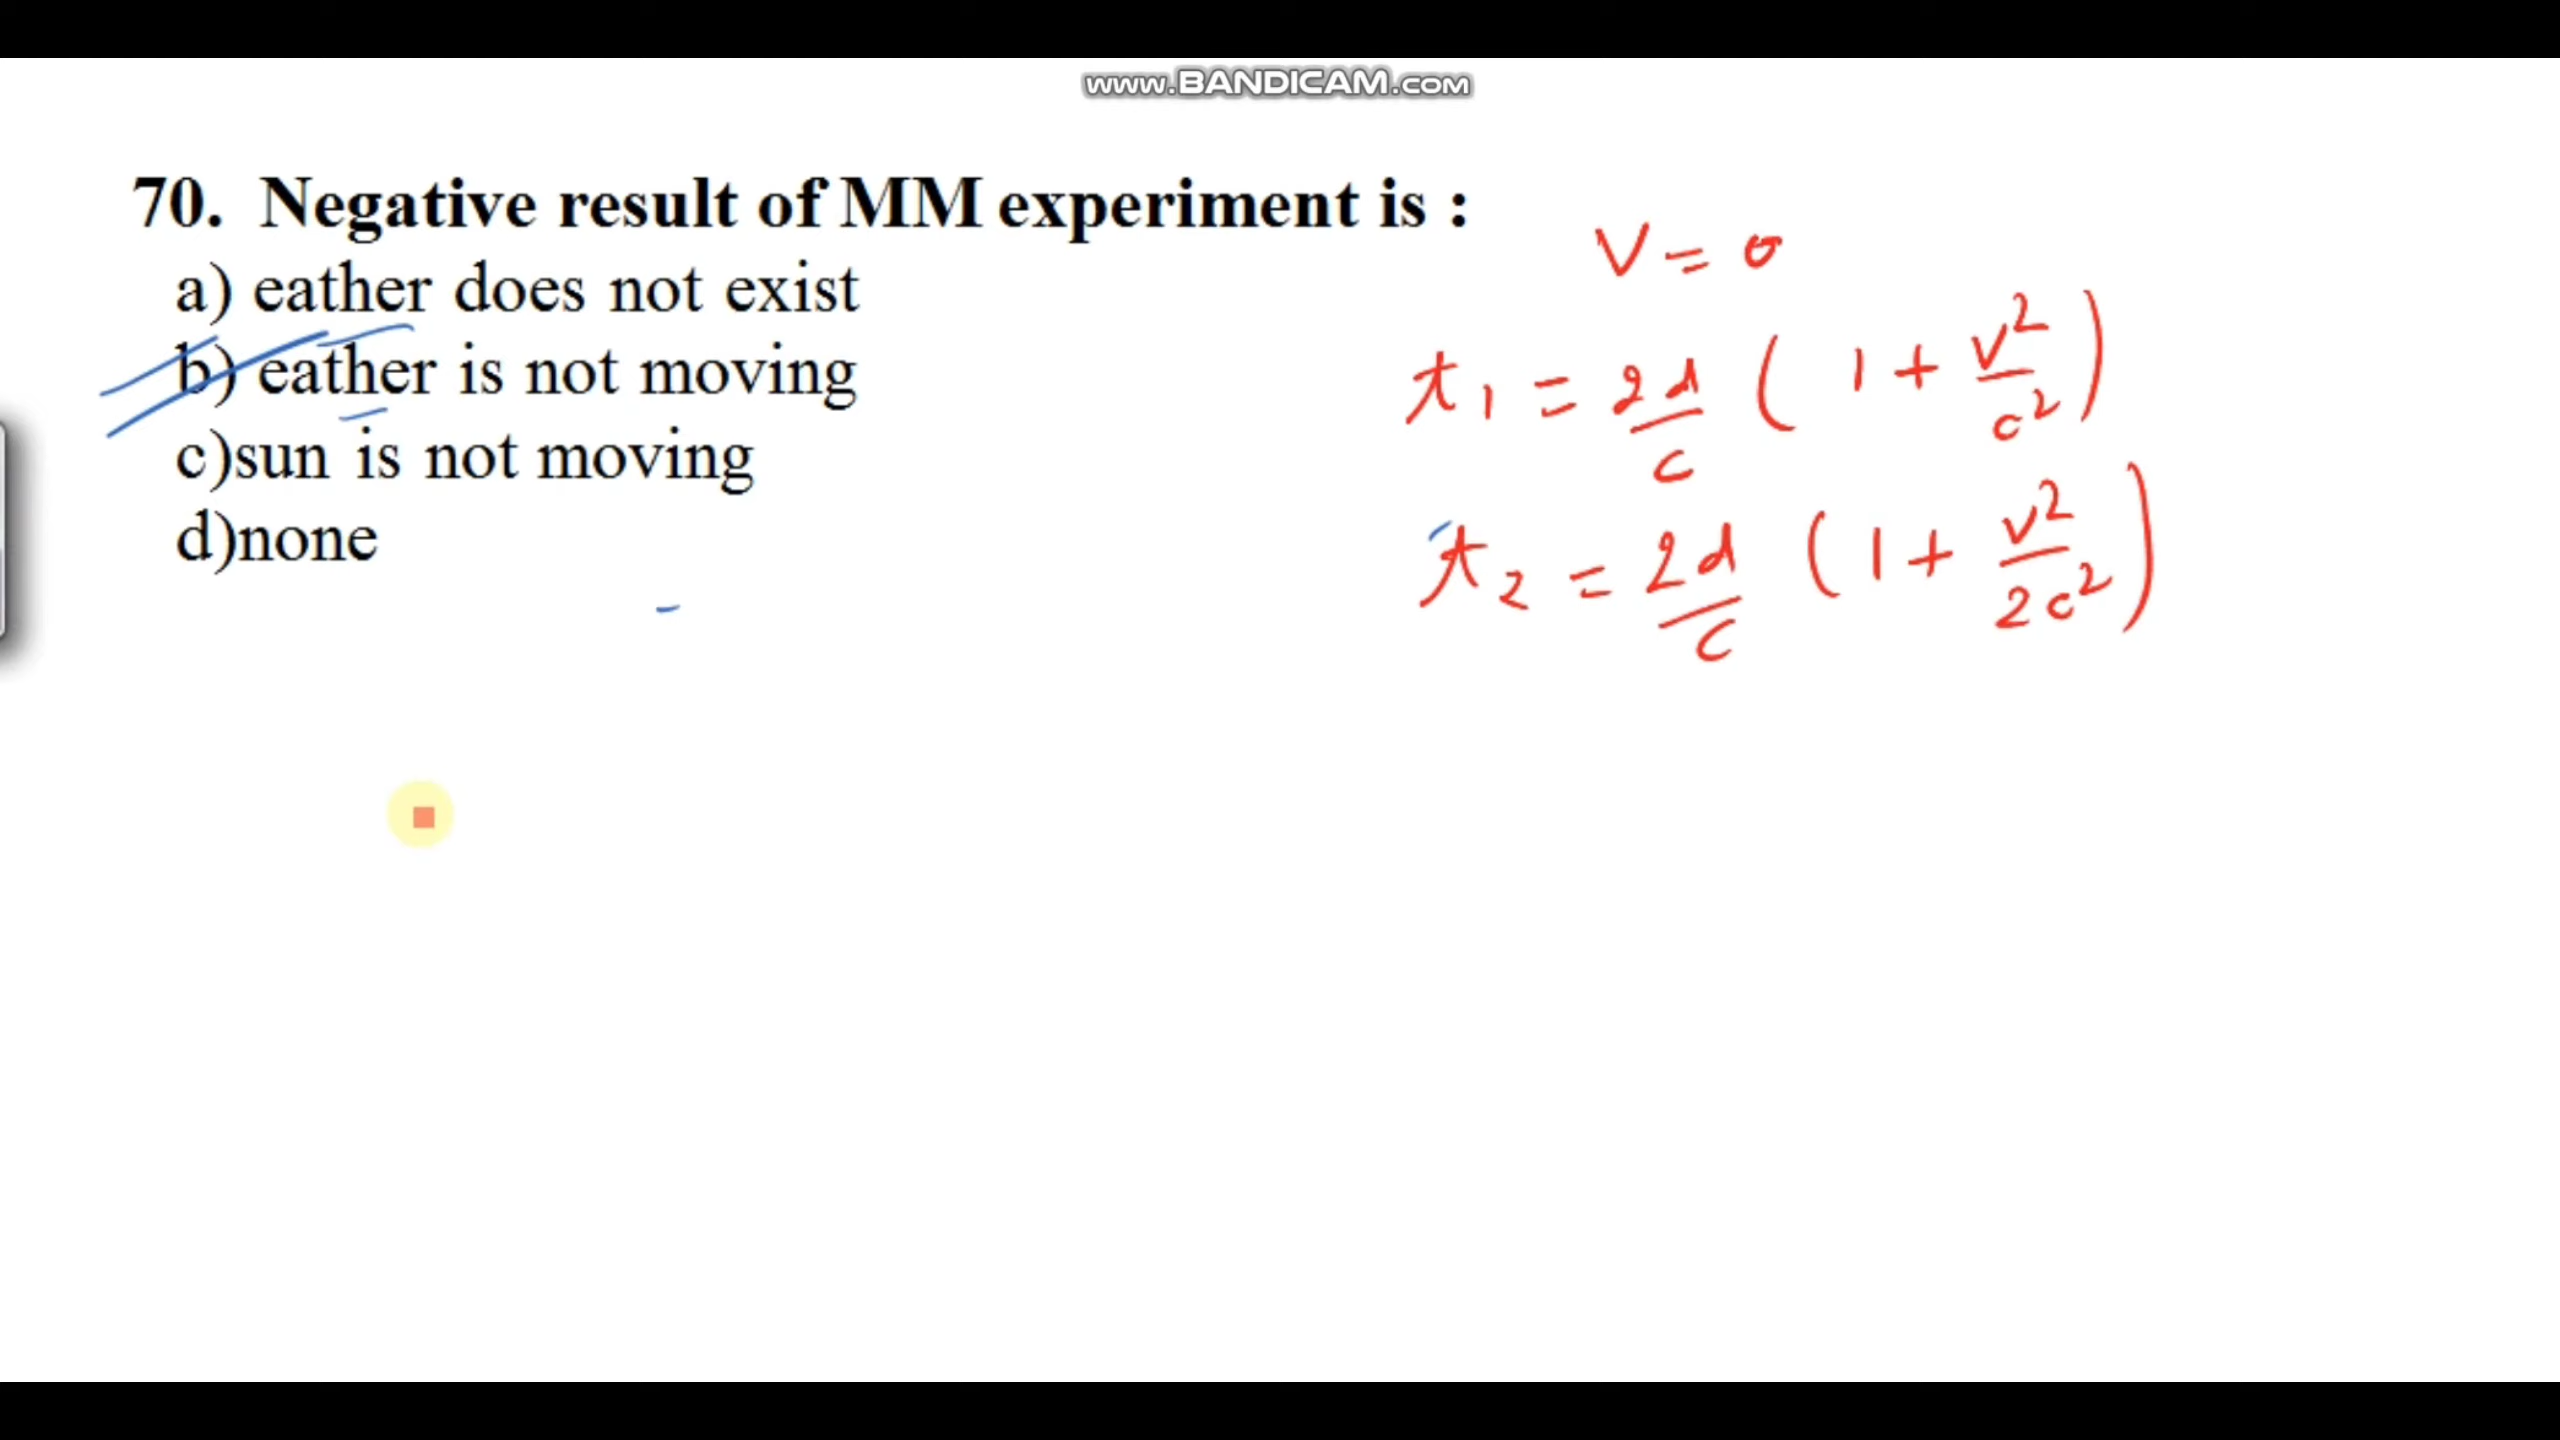 www.BANDICAM.com
70. Negative result of MM experiment is :
a) eather does not exist
b) eather is not moving
c)sun is not moving
d)none
V = 0
t₁ = 2d/c ( 1 + v²/c² )
t₂ = 2d/c ( 1 + v²/2c² )